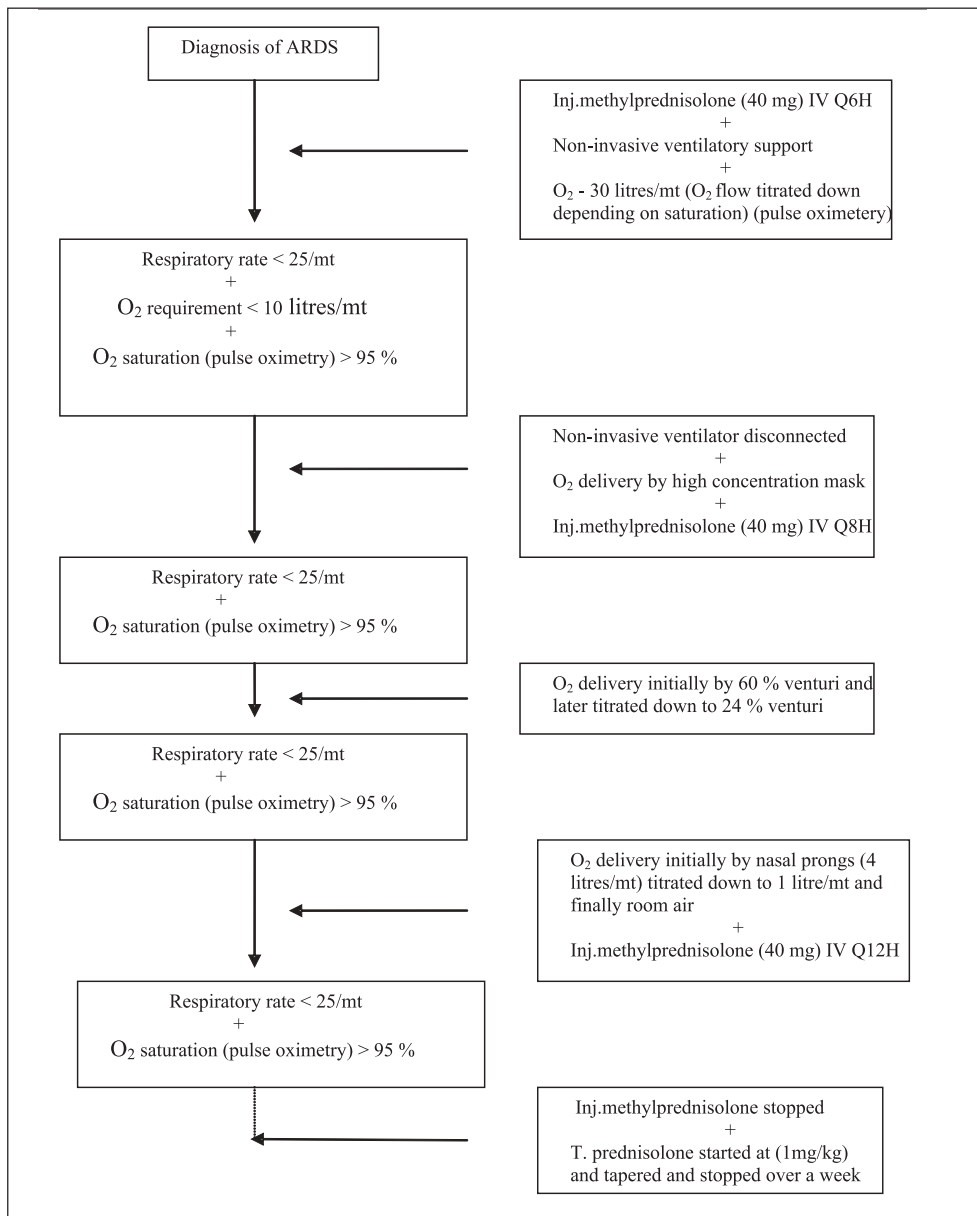 Diagnosis of ARDS
Inj.methylprednisolone (40 mg) IV Q6H
+
Non-invasive ventilatory support
+
O₂ - 30 litres/mt (O₂ flow titrated down
depending on saturation) (pulse oximetery)
Respiratory rate < 25/mt
+
O₂ requirement < 10 litres/mt
+
O₂ saturation (pulse oximetry) > 95 %
Non-invasive ventilator disconnected
+
O₂ delivery by high concentration mask
+
Inj.methylprednisolone (40 mg) IV Q8H
Respiratory rate < 25/mt
+
O₂ saturation (pulse oximetry) > 95 %
O₂ delivery initially by 60 % venturi and
later titrated down to 24 % venturi
Respiratory rate < 25/mt
+
O₂ saturation (pulse oximetry) > 95 %
O₂ delivery initially by nasal prongs (4
litres/mt) titrated down to 1 litre/mt and
finally room air
+
Inj.methylprednisolone (40 mg) IV Q12H
Respiratory rate < 25/mt
+
O₂ saturation (pulse oximetry) > 95 %
Inj.methylprednisolone stopped
+
T. prednisolone started at (1mg/kg)
and tapered and stopped over a week